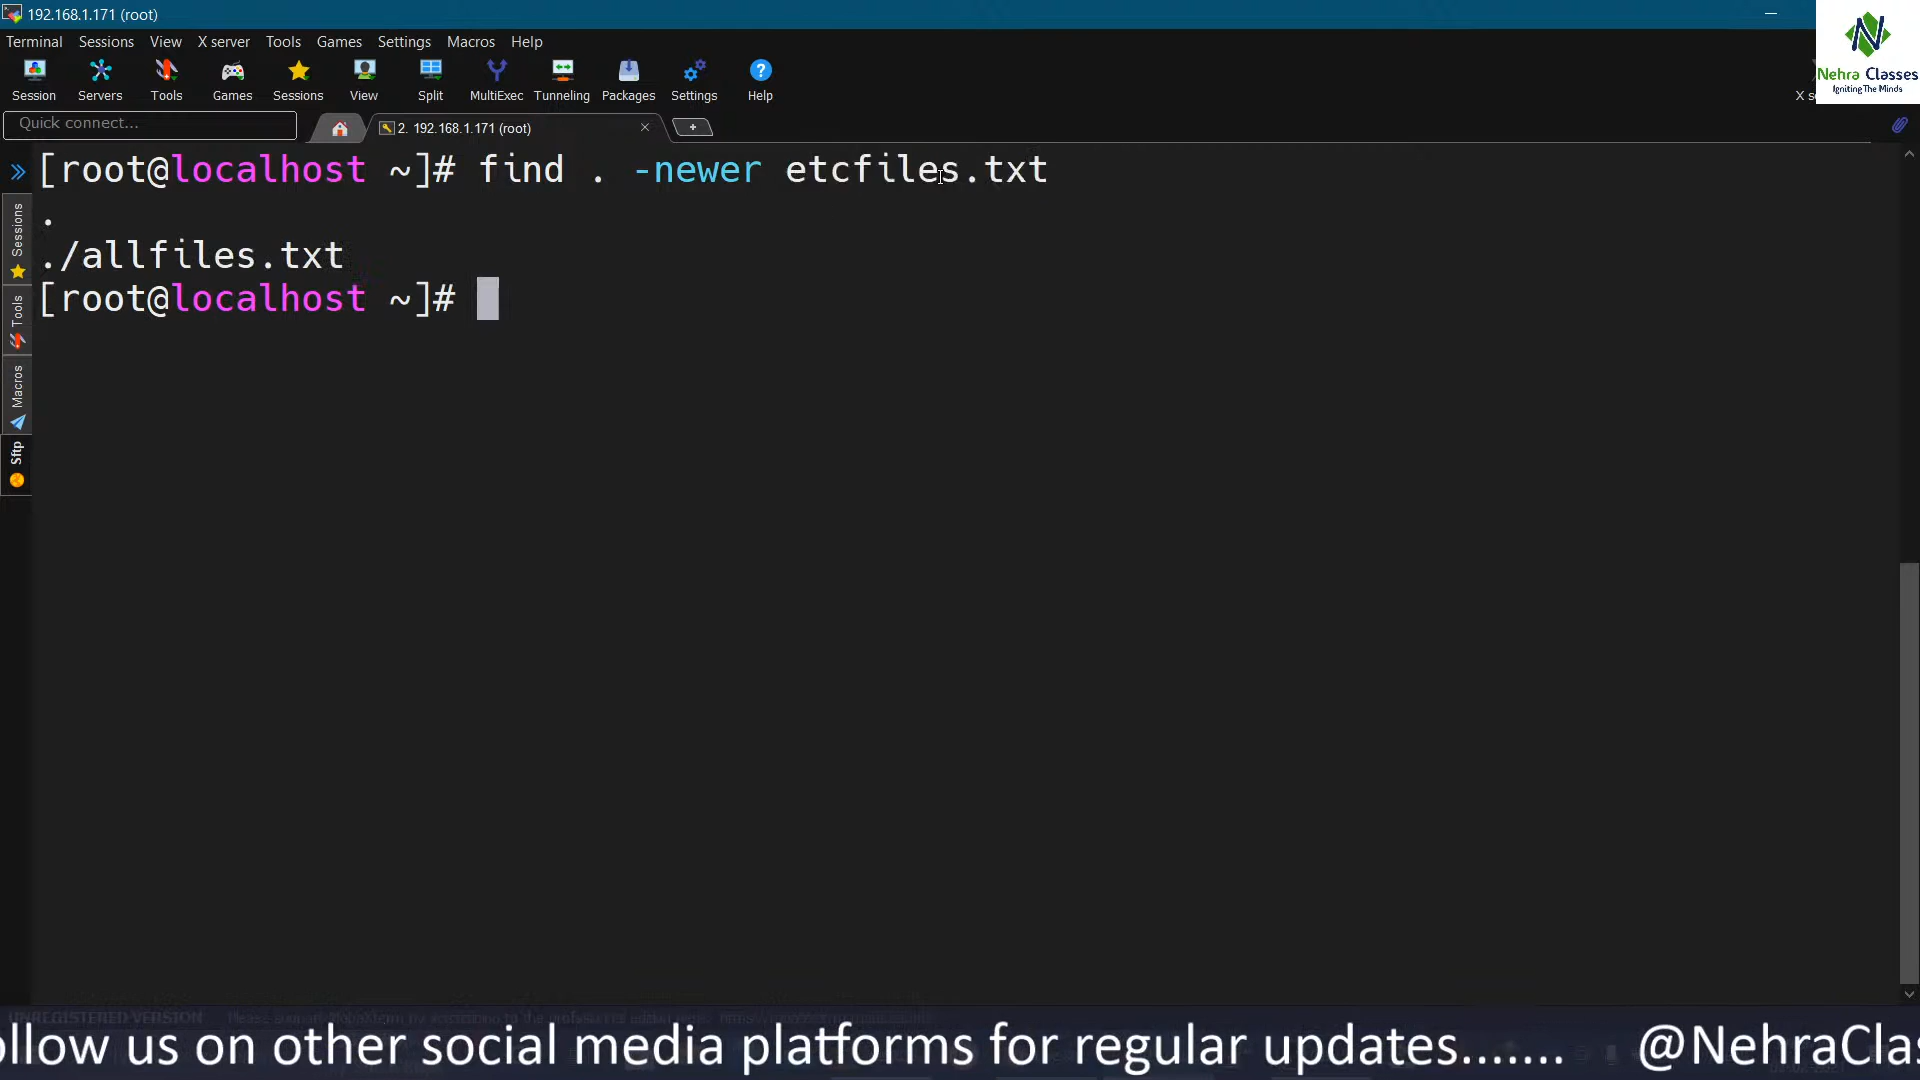 192.168.1.171 (root)
Terminal Sessions View X server Tools Games Settings Macros Help
Session Servers Tools Games Sessions View Split MultiExec Tunneling Packages Settings Help
Nehra Classes
Igniting The Minds
Quick connect...
2. 192.168.1.171 (root)
[root@localhost ~]# find . -newer etcfiles.txt
.
./allfiles.txt
[root@localhost ~]#
Sessions
Tools
Macros
Sftp
UNREGISTERED VERSION
ollow us on other social media platforms for regular updates....... @NehraClas